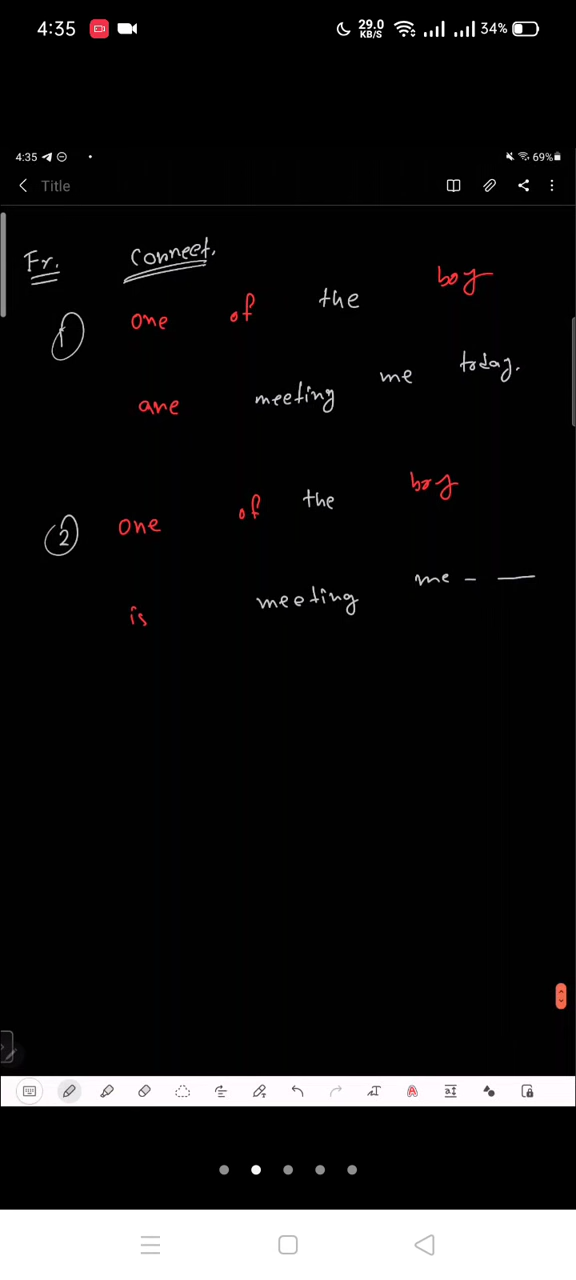 4:35 29.0 KB/S 34%
4:35 69%
Title
Fr. Connect.
1 one of the boy
are meeting me today.
2 one of the boy
is meeting me - —